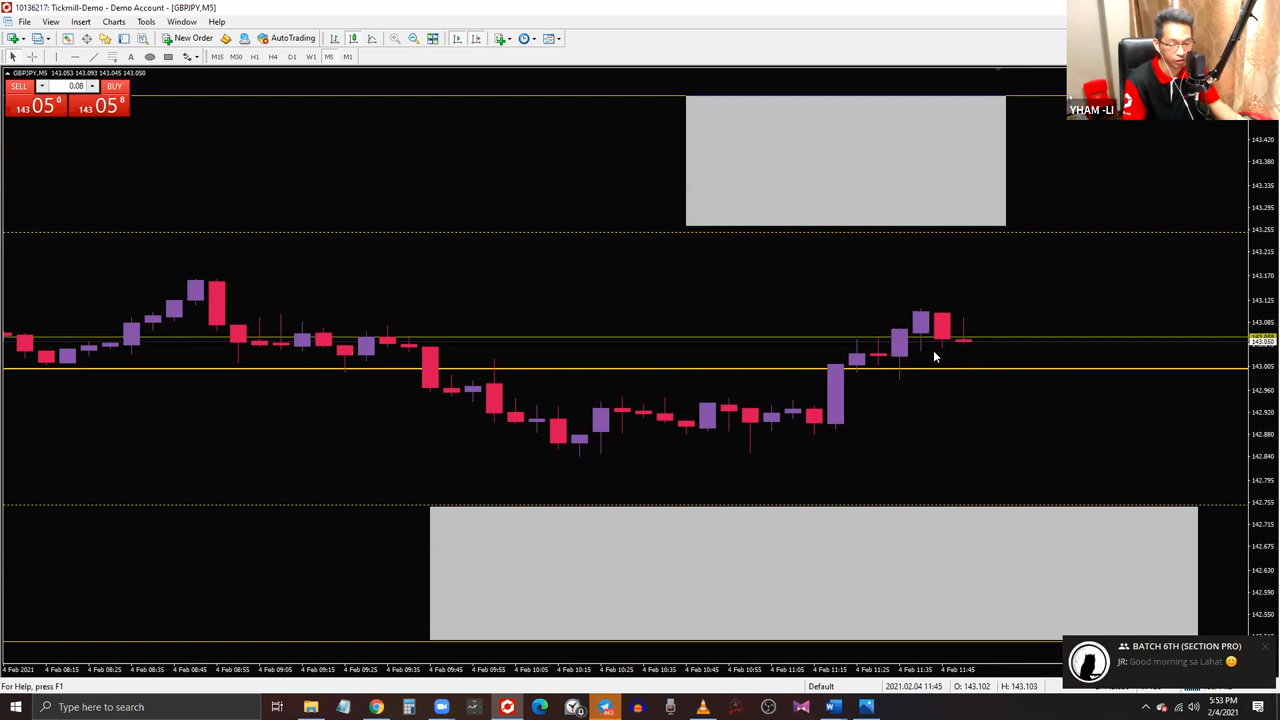 10136217: Tickmill-Demo - Demo Account - [GBPJPY,M5]
File View Insert Charts Tools Window Help
New Order AutoTrading
A M15 M30 H1 H4 D1 W1 M5 M1
GBPJPY,M5 143.053 143.093 143.045 143.050
SELL 0.08 BUY
143 05 0 143 05 8
YHAM -LI
143.420
143.380
143.335
143.295
143.255
143.215
143.170
143.125
143.085
143.050
143.005
142.960
142.920
142.880
142.840
142.795
142.755
142.715
142.675
142.630
142.590
142.550
BATCH 6TH (SECTION PRO)
JR: Good morning sa Lahat 😊
4 Feb 2021 4 Feb 08:15 4 Feb 08:25 4 Feb 08:35 4 Feb 08:45 4 Feb 08:55 4 Feb 09:05 4 Feb 09:15 4 Feb 09:25 4 Feb 09:35 4 Feb 09:45 4 Feb 09:55 4 Feb 10:05 4 Feb 10:15 4 Feb 10:25 4 Feb 10:35 4 Feb 10:45 4 Feb 10:55 4 Feb 11:05 4 Feb 11:15 4 Feb 11:25 4 Feb 11:35 4 Feb 11:45
For Help, press F1 Default 2021.02.04 11:45 O: 143.102 H: 143.103
Type here to search
5:53 PM
2/4/2021